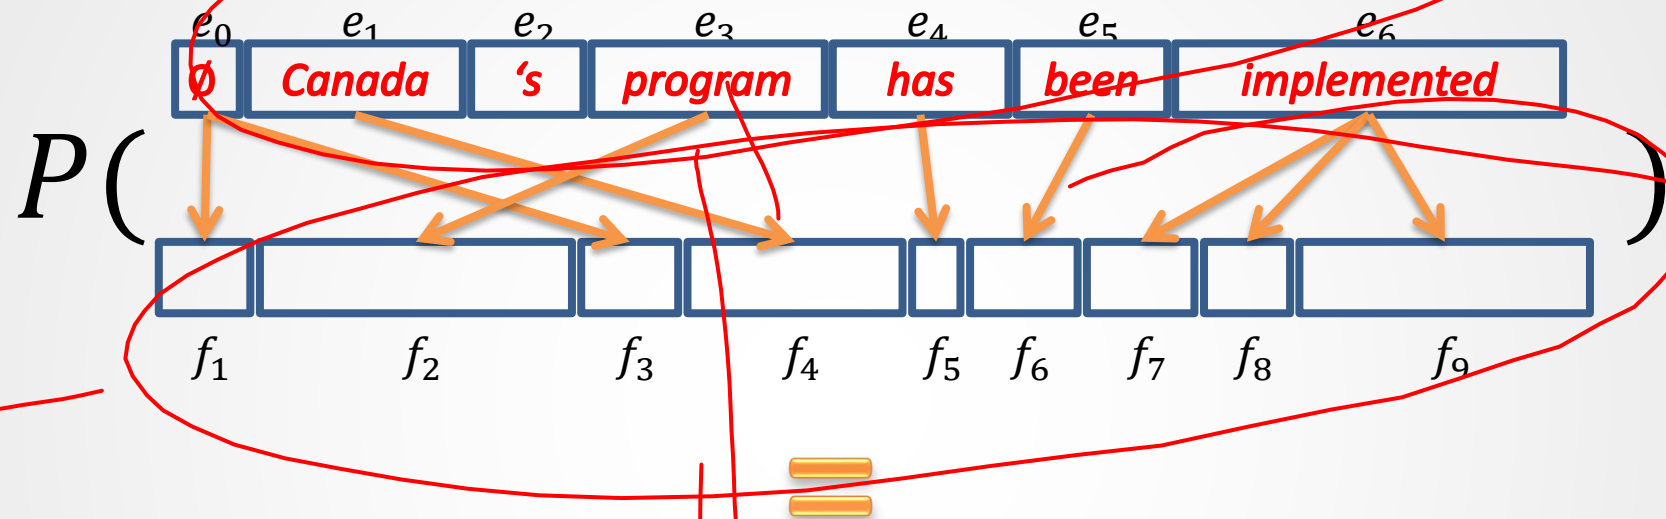 e₀ e₁ e₂ e₃ e₄ e₅ e₆
∅ Canada 's program has been implemented
P( )
f₁ f₂ f₃ f₄ f₅ f₆ f₇ f₈ f₉
=